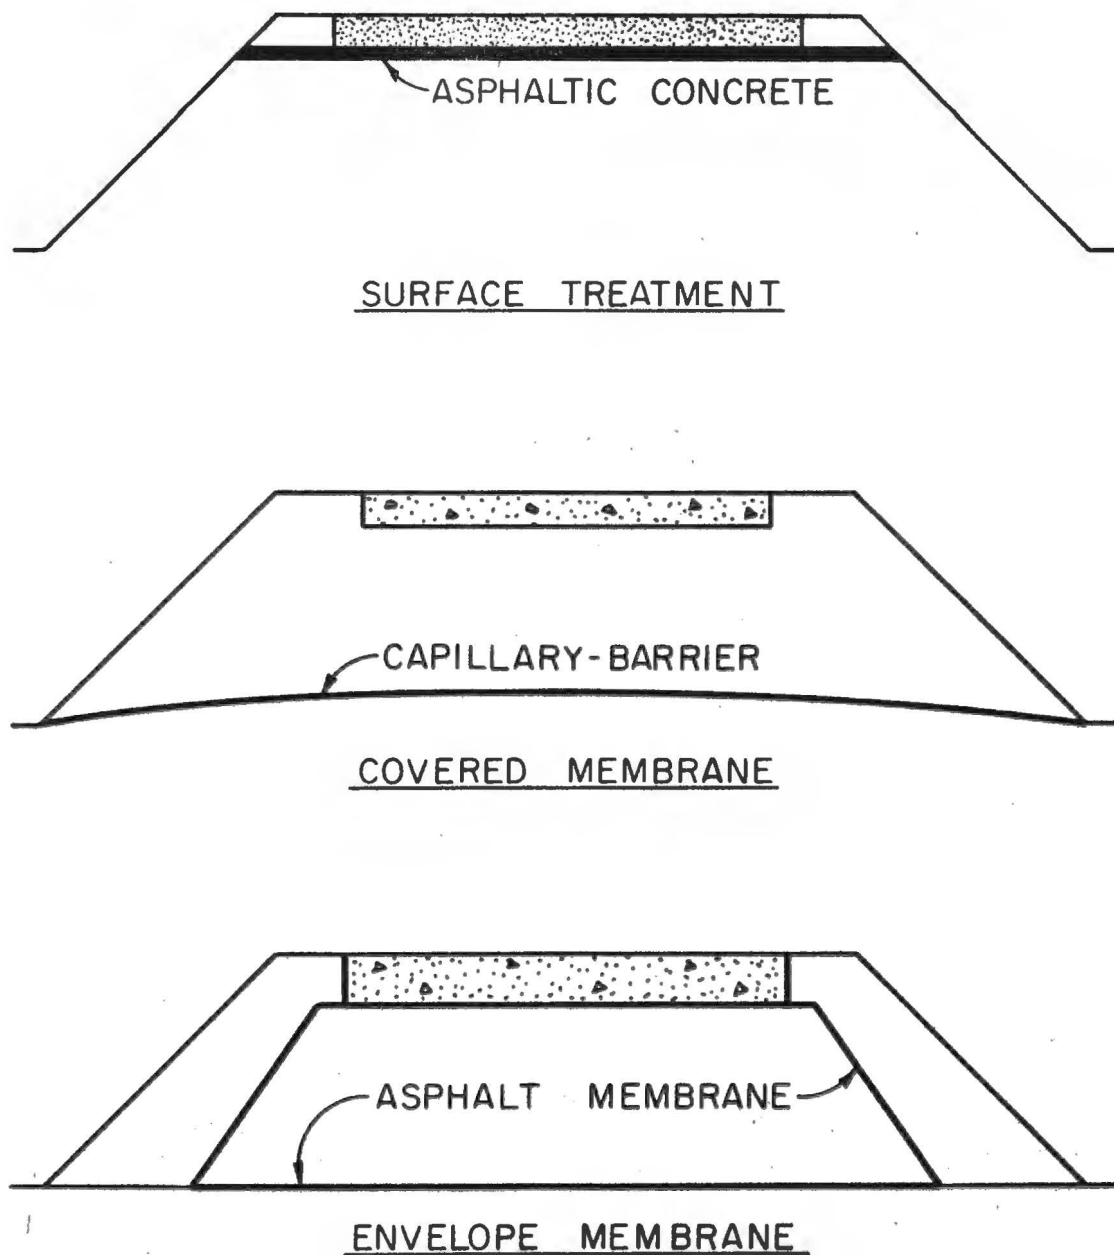 ASPHALTIC CONCRETE
SURFACE TREATMENT
CAPILLARY-BARRIER
COVERED MEMBRANE
ASPHALT MEMBRANE
ENVELOPE MEMBRANE